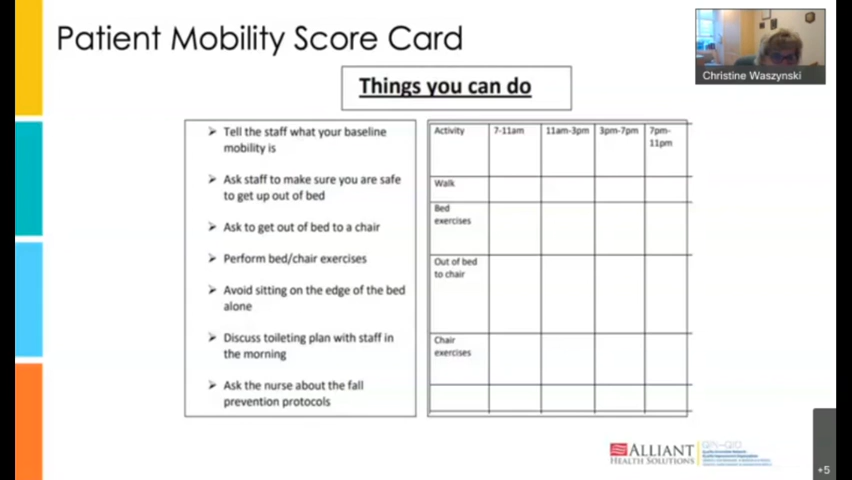 Patient Mobility Score Card
Christine Waszynski
Things you can do
➢ Tell the staff what your baseline
mobility is
➢ Ask staff to make sure you are safe
to get up out of bed
➢ Ask to get out of bed to a chair
➢ Perform bed/chair exercises
➢ Avoid sitting on the edge of the bed
alone
➢ Discuss toileting plan with staff in
the morning
➢ Ask the nurse about the fall
prevention protocols
Activity 7-11am 11am-3pm 3pm-7pm 7pm-
11pm
Walk
Bed
exercises
Out of bed
to chair
Chair
exercises
ALLIANT
HEALTH SOLUTIONS
+5